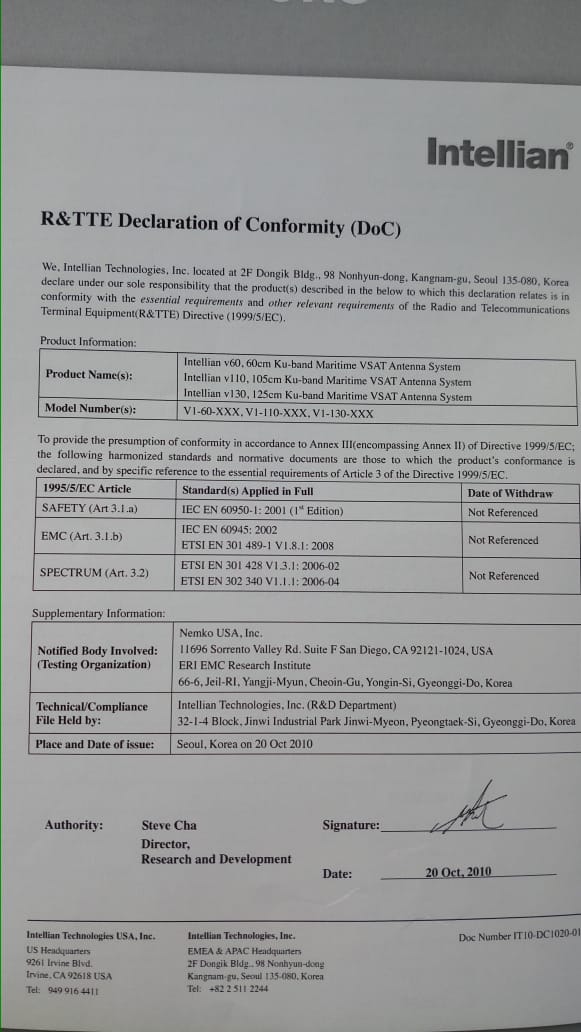 Intellian®
R&TTE Declaration of Conformity (DoC)
We, Intellian Technologies, Inc. located at 2F Dongik Bldg., 98 Nonhyun-dong, Kangnam-gu, Seoul 135-080, Korea
declare under our sole responsibility that the product(s) described in the below to which this declaration relates is in
conformity with the essential requirements and other relevant requirements of the Radio and Telecommunications
Terminal Equipment(R&TTE) Directive (1999/5/EC).
Product Information:
Product Name(s):
Intellian v60, 60cm Ku-band Maritime VSAT Antenna System
Intellian v110, 105cm Ku-band Maritime VSAT Antenna System
Intellian v130, 125cm Ku-band Maritime VSAT Antenna System
Model Number(s): V1-60-XXX, V1-110-XXX, V1-130-XXX
To provide the presumption of conformity in accordance to Annex III(encompassing Annex II) of Directive 1999/5/EC;
the following harmonized standards and normative documents are those to which the product's conformance is
declared, and by specific reference to the essential requirements of Article 3 of the Directive 1999/5/EC.
1995/5/EC Article Standard(s) Applied in Full Date of Withdraw
SAFETY (Art 3.1.a) IEC EN 60950-1: 2001 (1st Edition) Not Referenced
EMC (Art. 3.1.b)
IEC EN 60945: 2002
ETSI EN 301 489-1 V1.8.1: 2008
Not Referenced
SPECTRUM (Art. 3.2)
ETSI EN 301 428 V1.3.1: 2006-02
ETSI EN 302 340 V1.1.1: 2006-04
Not Referenced
Supplementary Information:
Notified Body Involved:
(Testing Organization)
Nemko USA, Inc.
11696 Sorrento Valley Rd. Suite F San Diego, CA 92121-1024, USA
ERI EMC Research Institute
66-6, Jeil-RI, Yangji-Myun, Cheoin-Gu, Yongin-Si, Gyeonggi-Do, Korea
Technical/Compliance
File Held by:
Intellian Technologies, Inc. (R&D Department)
32-1-4 Block, Jinwi Industrial Park Jinwi-Myeon, Pyeongtaek-Si, Gyeonggi-Do, Korea
Place and Date of issue: Seoul, Korea on 20 Oct 2010
Authority: Steve Cha Signature:
Director,
Research and Development
Date: 20 Oct, 2010
Intellian Technologies USA, Inc.
US Headquarters
9261 Irvine Blvd.
Irvine, CA 92618 USA
Tel: 949 916 4411
Intellian Technologies, Inc.
EMEA & APAC Headquarters
2F Dongik Bldg., 98 Nonhyun-dong
Kangnam-gu, Seoul 135-080, Korea
Tel: +82 2 511 2244
Doc Number IT10-DC1020-01